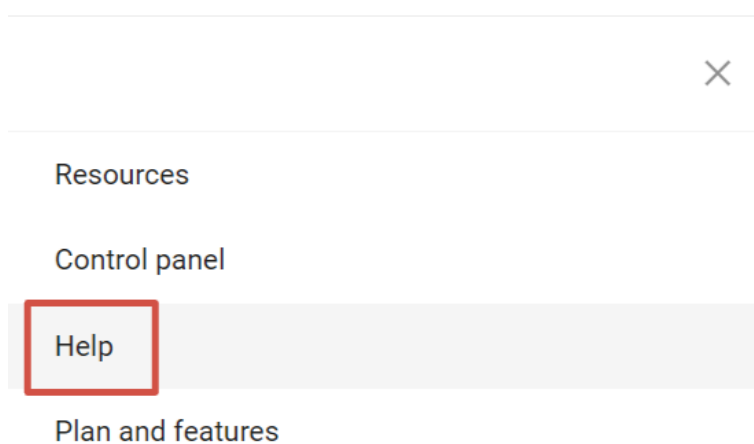 Resources
Control panel
Help
Plan and features